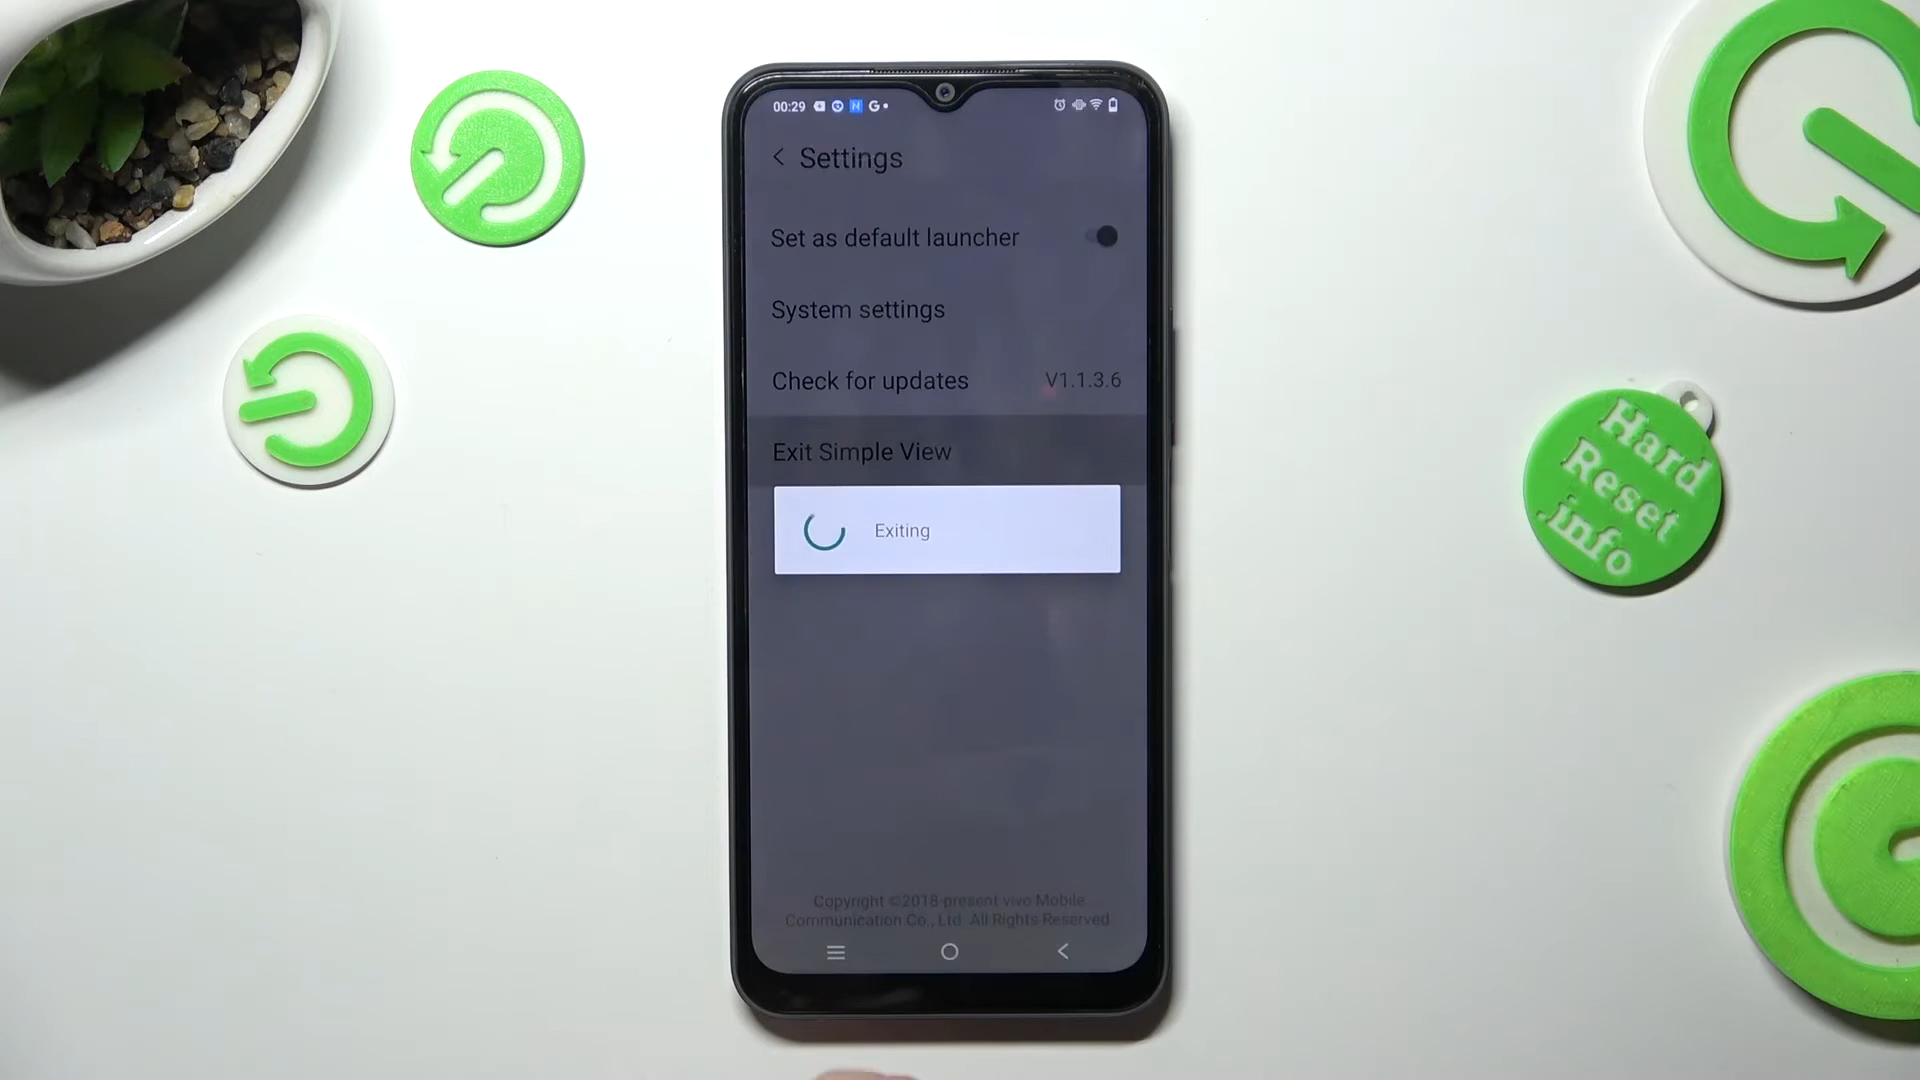 00:29
Settings
Set as default launcher
System settings
Check for updates V1.1.3.6
Exit Simple View
Exiting
Copyright ©2018-present vivo Mobile
Communication Co., Ltd. All Rights Reserved
Hard
Reset
.info